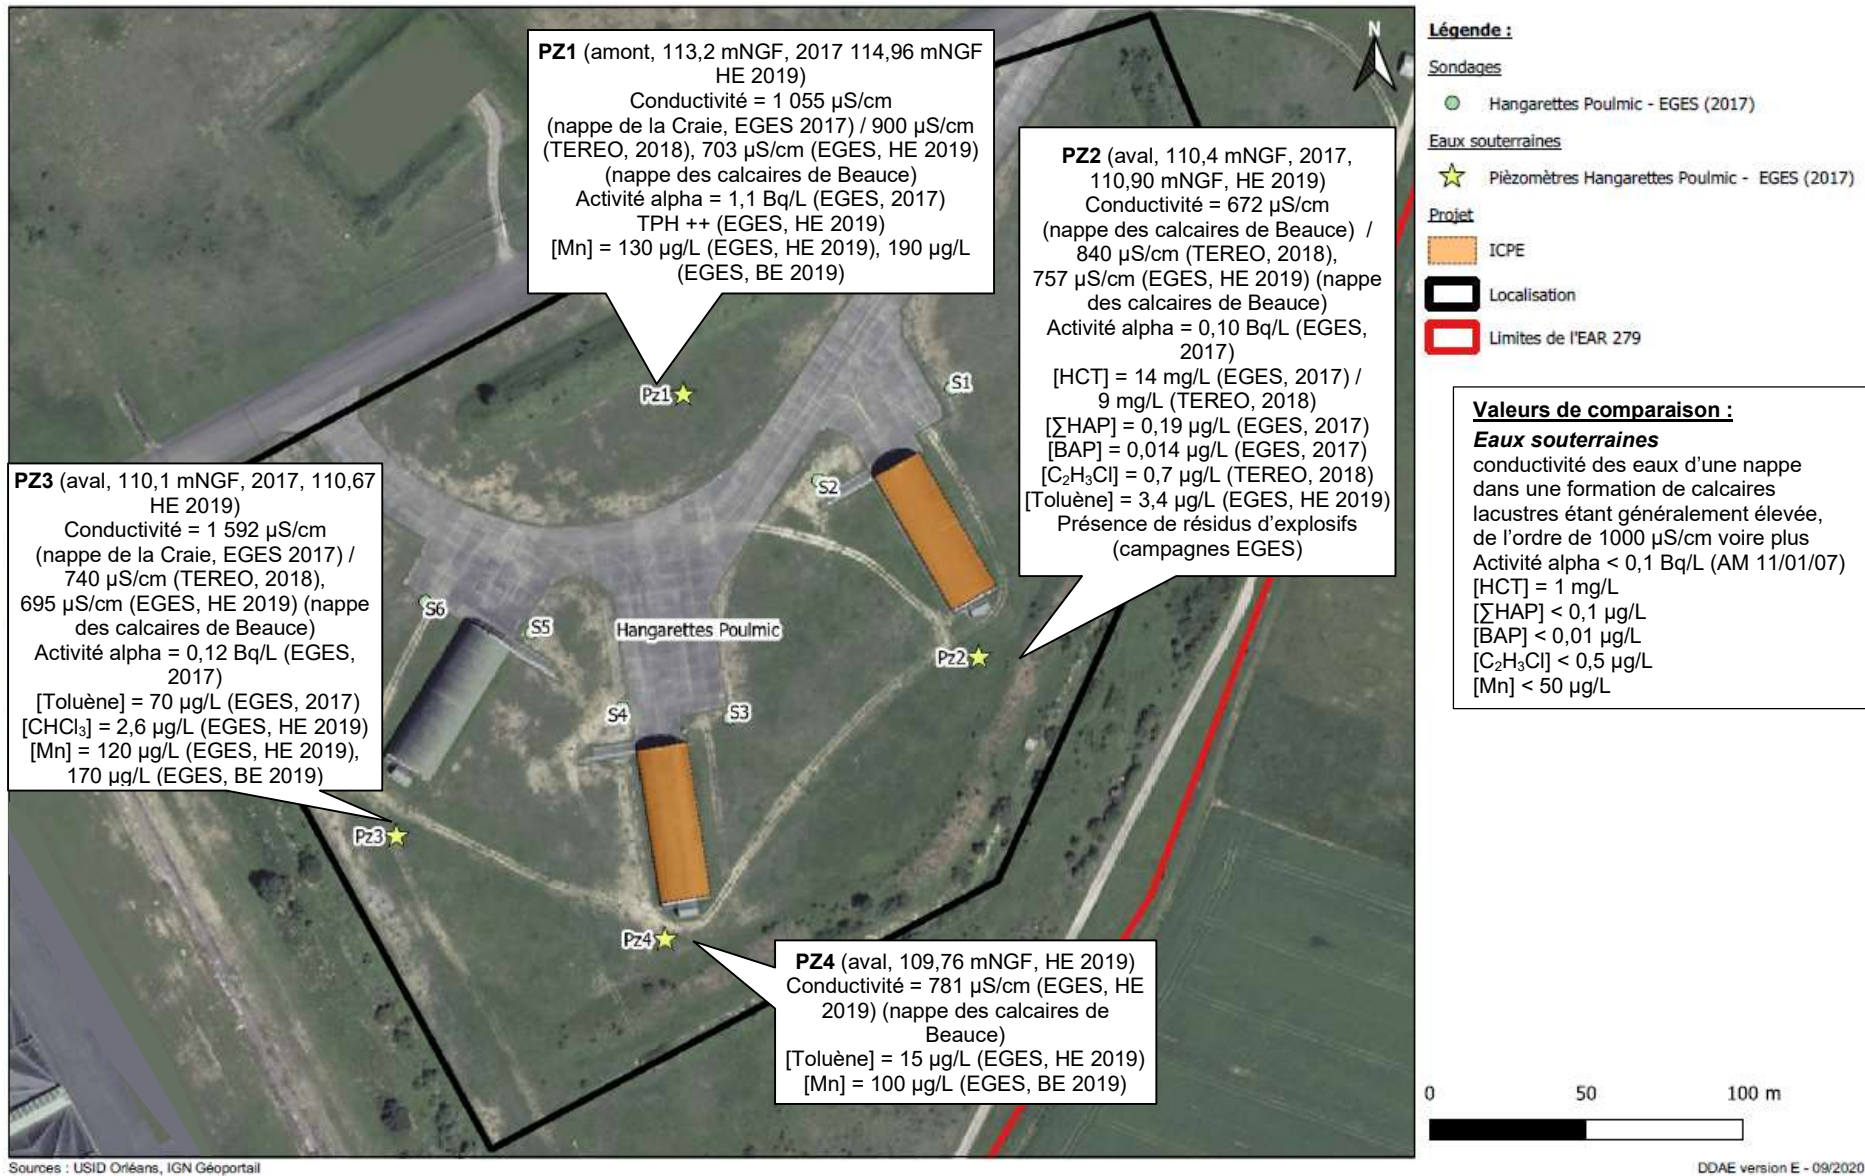 PZ1 (amont, 113,2 mNGF, 2017 114,96 mNGF
HE 2019)
Conductivité = 1 055 µS/cm
(nappe de la Craie, EGES 2017) / 900 µS/cm
(TEREO, 2018), 703 µS/cm (EGES, HE 2019)
(nappe des calcaires de Beauce)
Activité alpha = 1,1 Bq/L (EGES, 2017)
TPH ++ (EGES, HE 2019)
[Mn] = 130 µg/L (EGES, HE 2019), 190 µg/L
(EGES, BE 2019)
PZ2 (aval, 110,4 mNGF, 2017,
110,90 mNGF, HE 2019)
Conductivité = 672 µS/cm
(nappe des calcaires de Beauce) /
840 µS/cm (TEREO, 2018),
757 µS/cm (EGES, HE 2019) (nappe
des calcaires de Beauce)
Activité alpha = 0,10 Bq/L (EGES,
2017)
[HCT] = 14 mg/L (EGES, 2017) /
9 mg/L (TEREO, 2018)
[∑HAP] = 0,19 µg/L (EGES, 2017)
[BAP] = 0,014 µg/L (EGES, 2017)
[C₂H₃Cl] = 0,7 µg/L (TEREO, 2018)
[Toluène] = 3,4 µg/L (EGES, HE 2019)
Présence de résidus d'explosifs
(campagnes EGES)
PZ3 (aval, 110,1 mNGF, 2017, 110,67
HE 2019)
Conductivité = 1 592 µS/cm
(nappe de la Craie, EGES 2017) /
740 µS/cm (TEREO, 2018),
695 µS/cm (EGES, HE 2019) (nappe
des calcaires de Beauce)
Activité alpha = 0,12 Bq/L (EGES,
2017)
[Toluène] = 70 µg/L (EGES, 2017)
[CHCl₃] = 2,6 µg/L (EGES, HE 2019)
[Mn] = 120 µg/L (EGES, HE 2019),
170 µg/L (EGES, BE 2019)
PZ4 (aval, 109,76 mNGF, HE 2019)
Conductivité = 781 µS/cm (EGES, HE
2019) (nappe des calcaires de
Beauce)
[Toluène] = 15 µg/L (EGES, HE 2019)
[Mn] = 100 µg/L (EGES, BE 2019)
N
Pz1
S1
S2
S6
S5
Hangarettes Poulmic
Pz2
S4
S3
Pz3
Pz4
Légende :
Sondages
Hangarettes Poulmic - EGES (2017)
Eaux souterraines
Pièzomètres Hangarettes Poulmic - EGES (2017)
Projet
ICPE
Localisation
Limites de l'EAR 279
Valeurs de comparaison :
Eaux souterraines
conductivité des eaux d'une nappe
dans une formation de calcaires
lacustres étant généralement élevée,
de l'ordre de 1000 µS/cm voire plus
Activité alpha < 0,1 Bq/L (AM 11/01/07)
[HCT] = 1 mg/L
[∑HAP] < 0,1 µg/L
[BAP] < 0,01 µg/L
[C₂H₃Cl] < 0,5 µg/L
[Mn] < 50 µg/L
0 50 100 m
Sources : USID Orléans, IGN Géoportail
DDAE version E - 09/2020